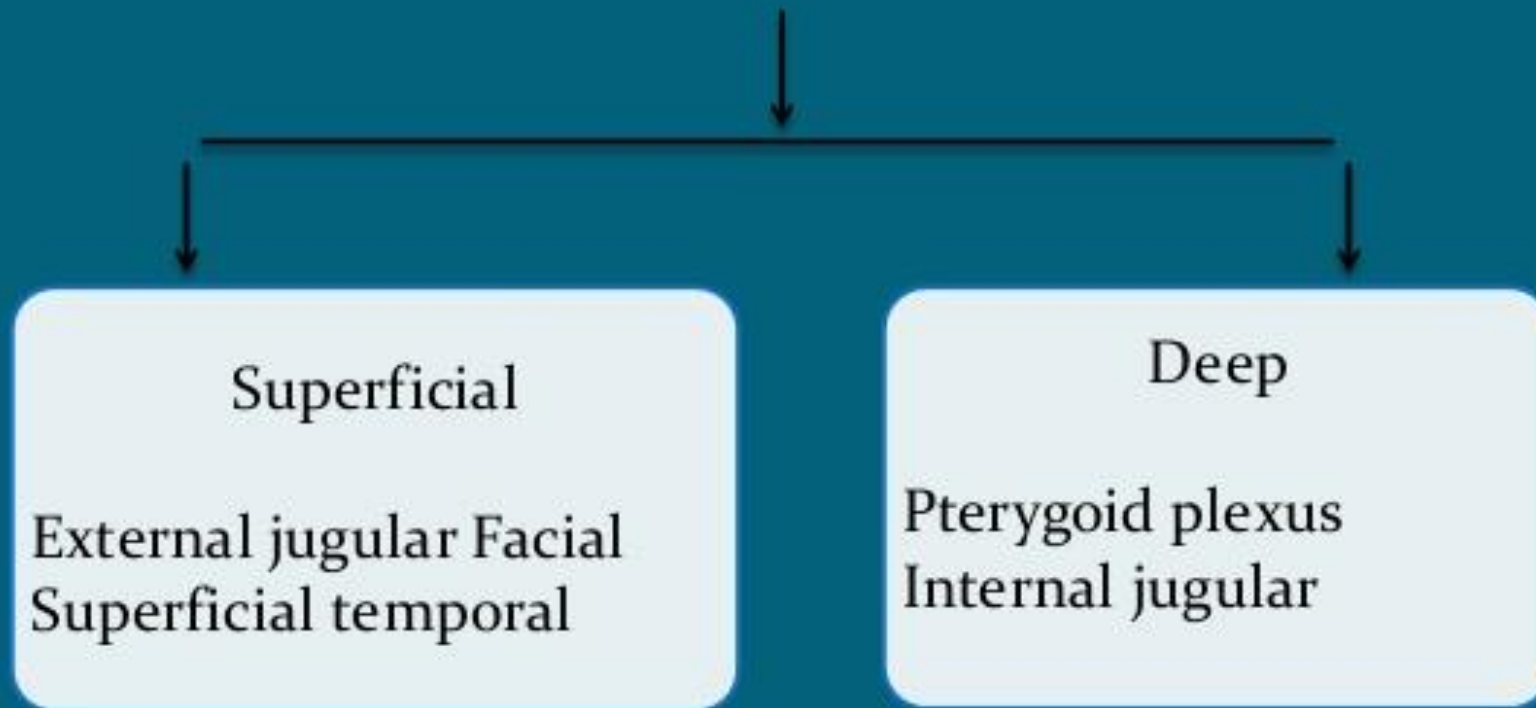 Superficial
External jugular Facial
Superficial temporal
Deep
Pterygoid plexus
Internal jugular